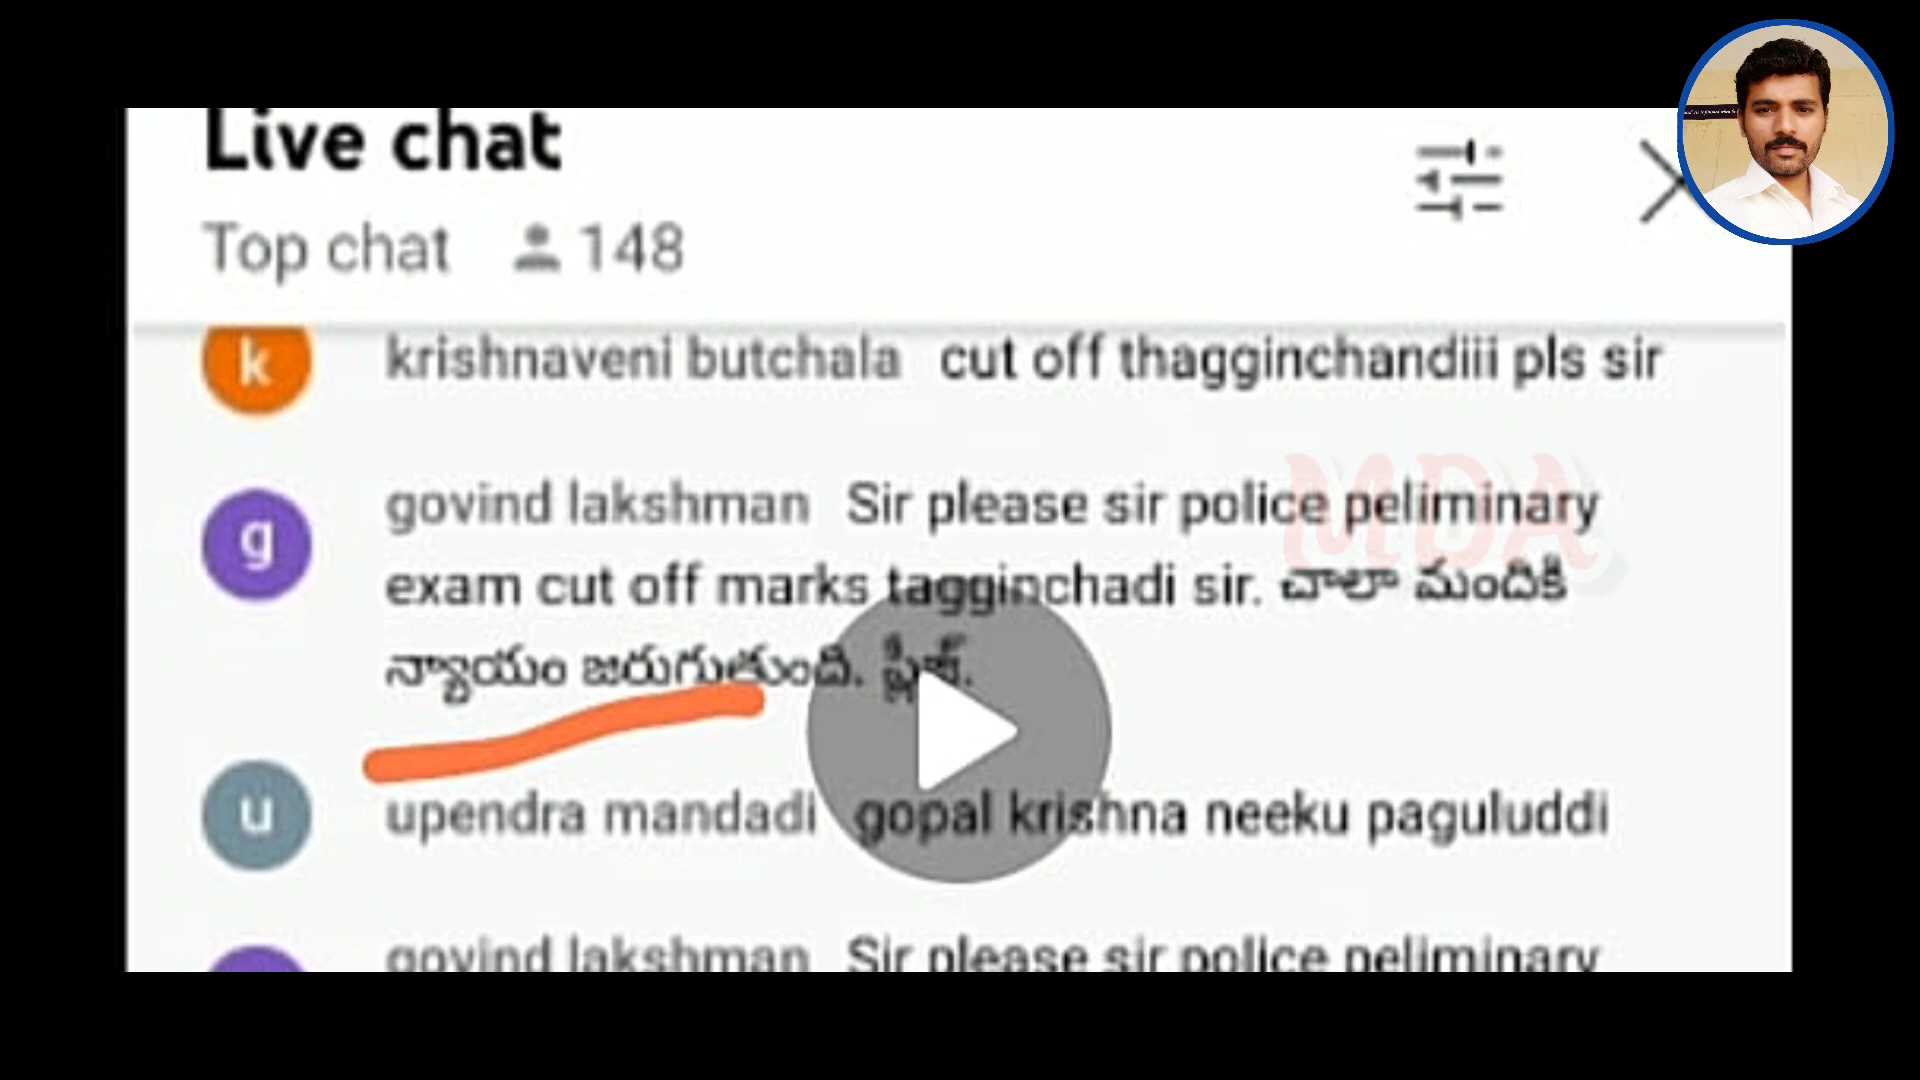 Live chat
Top chat 148
k krishnaveni butchala cut off thagginchandiii pls sir
MDA
g govind lakshman Sir please sir police peliminary
exam cut off marks tagginchadi sir. చాలా మందికి
న్యాయం జరుగుతుంది. ప్లీజ్.
u upendra mandadi gopal krishna neeku paguluddi
govind lakshman Sir please sir police peliminary